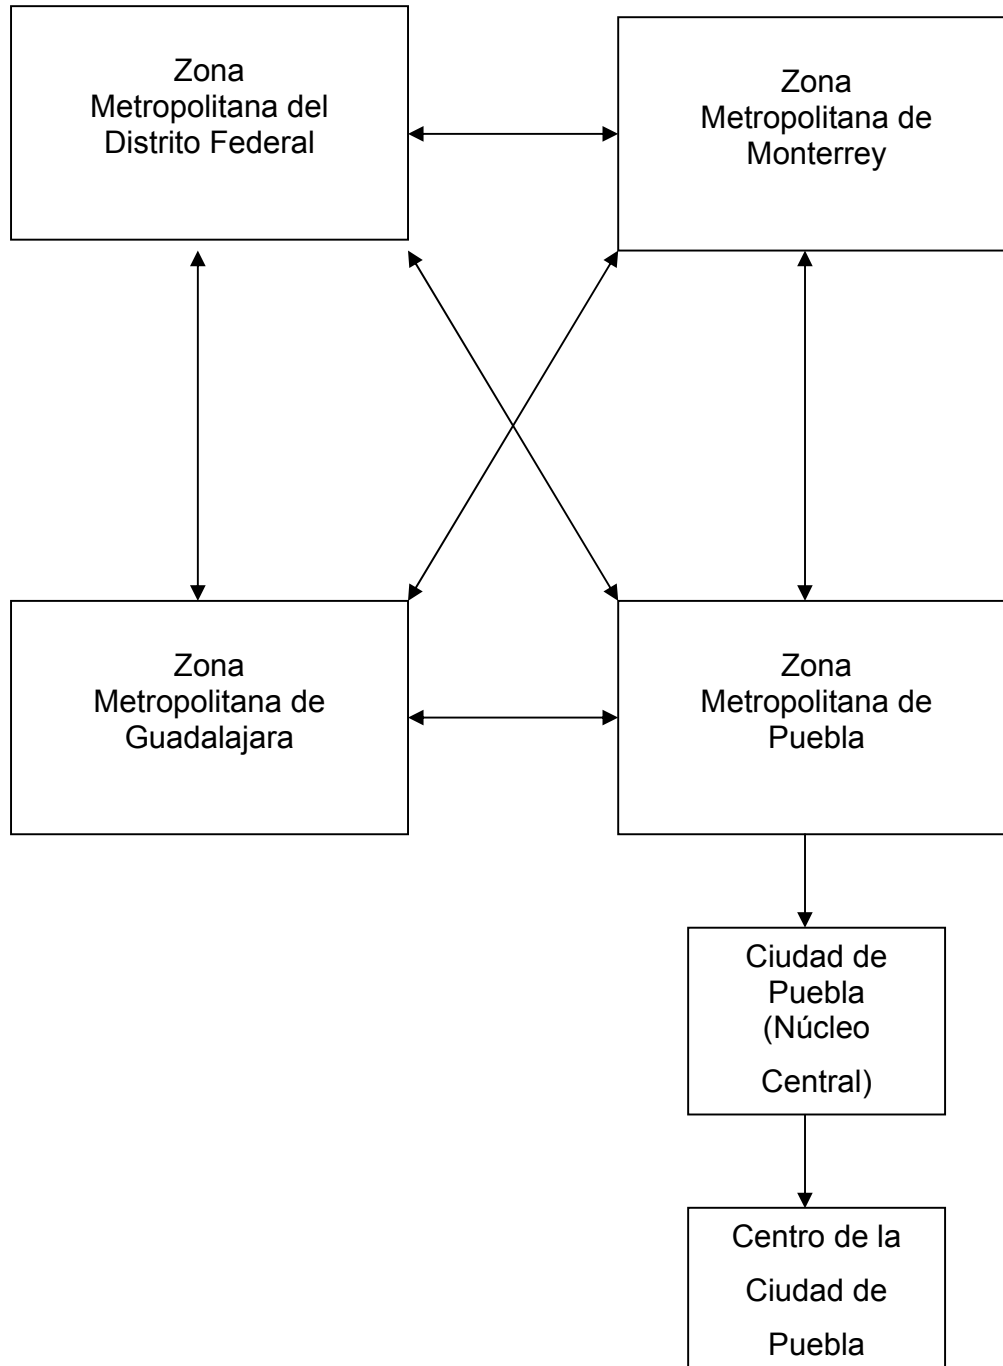 Zona
Metropolitana del
Distrito Federal
Zona
Metropolitana de
Monterrey
Zona
Metropolitana de
Guadalajara
Zona
Metropolitana de
Puebla
Ciudad de
Puebla
(Núcleo
Central)
Centro de la
Ciudad de
Puebla